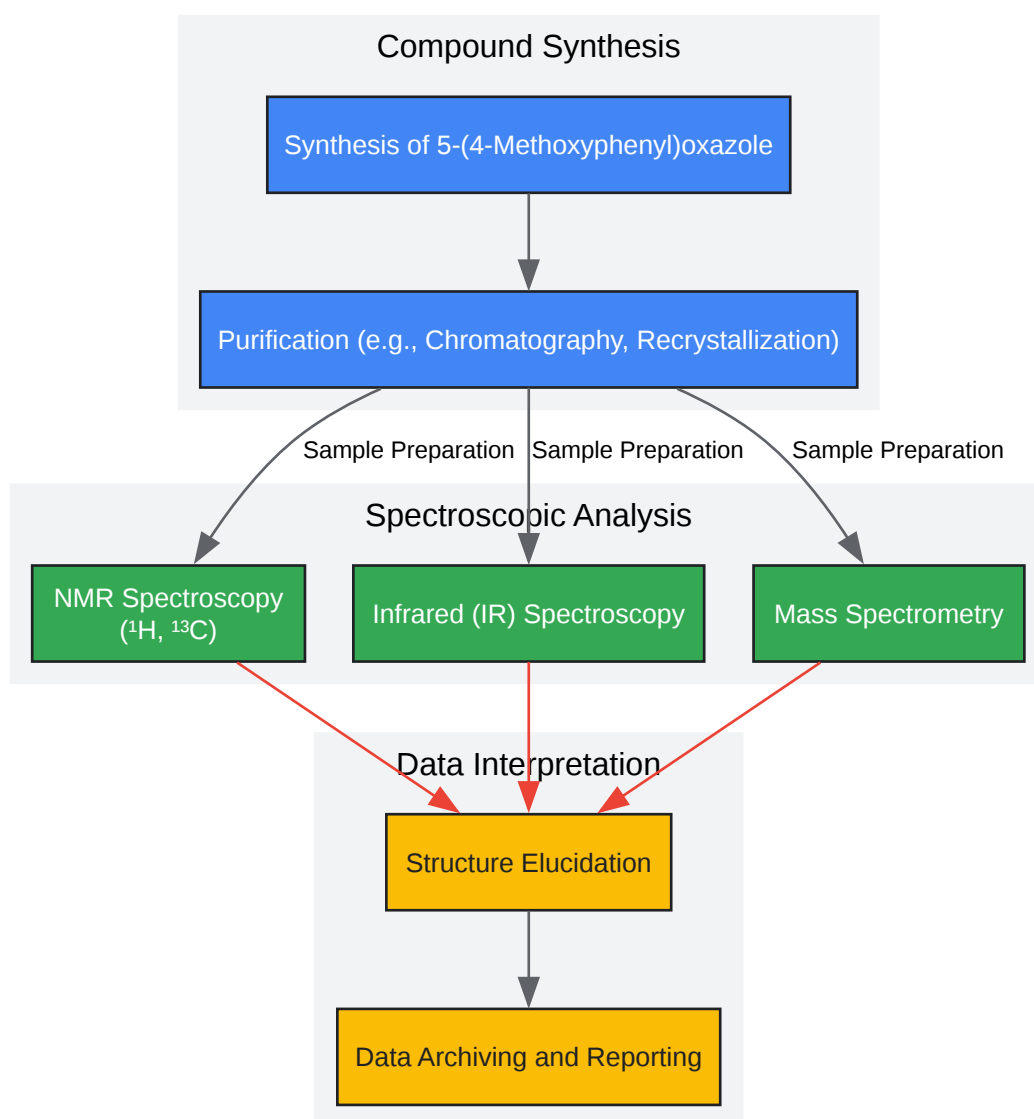 Compound Synthesis
Synthesis of 5-(4-Methoxyphenyl)oxazole
Purification (e.g., Chromatography, Recrystallization)
Sample Preparation
Sample Preparation
Sample Preparation
Spectroscopic Analysis
NMR Spectroscopy
(¹H, ¹³C)
Infrared (IR) Spectroscopy
Mass Spectrometry
Data Interpretation
Structure Elucidation
Data Archiving and Reporting